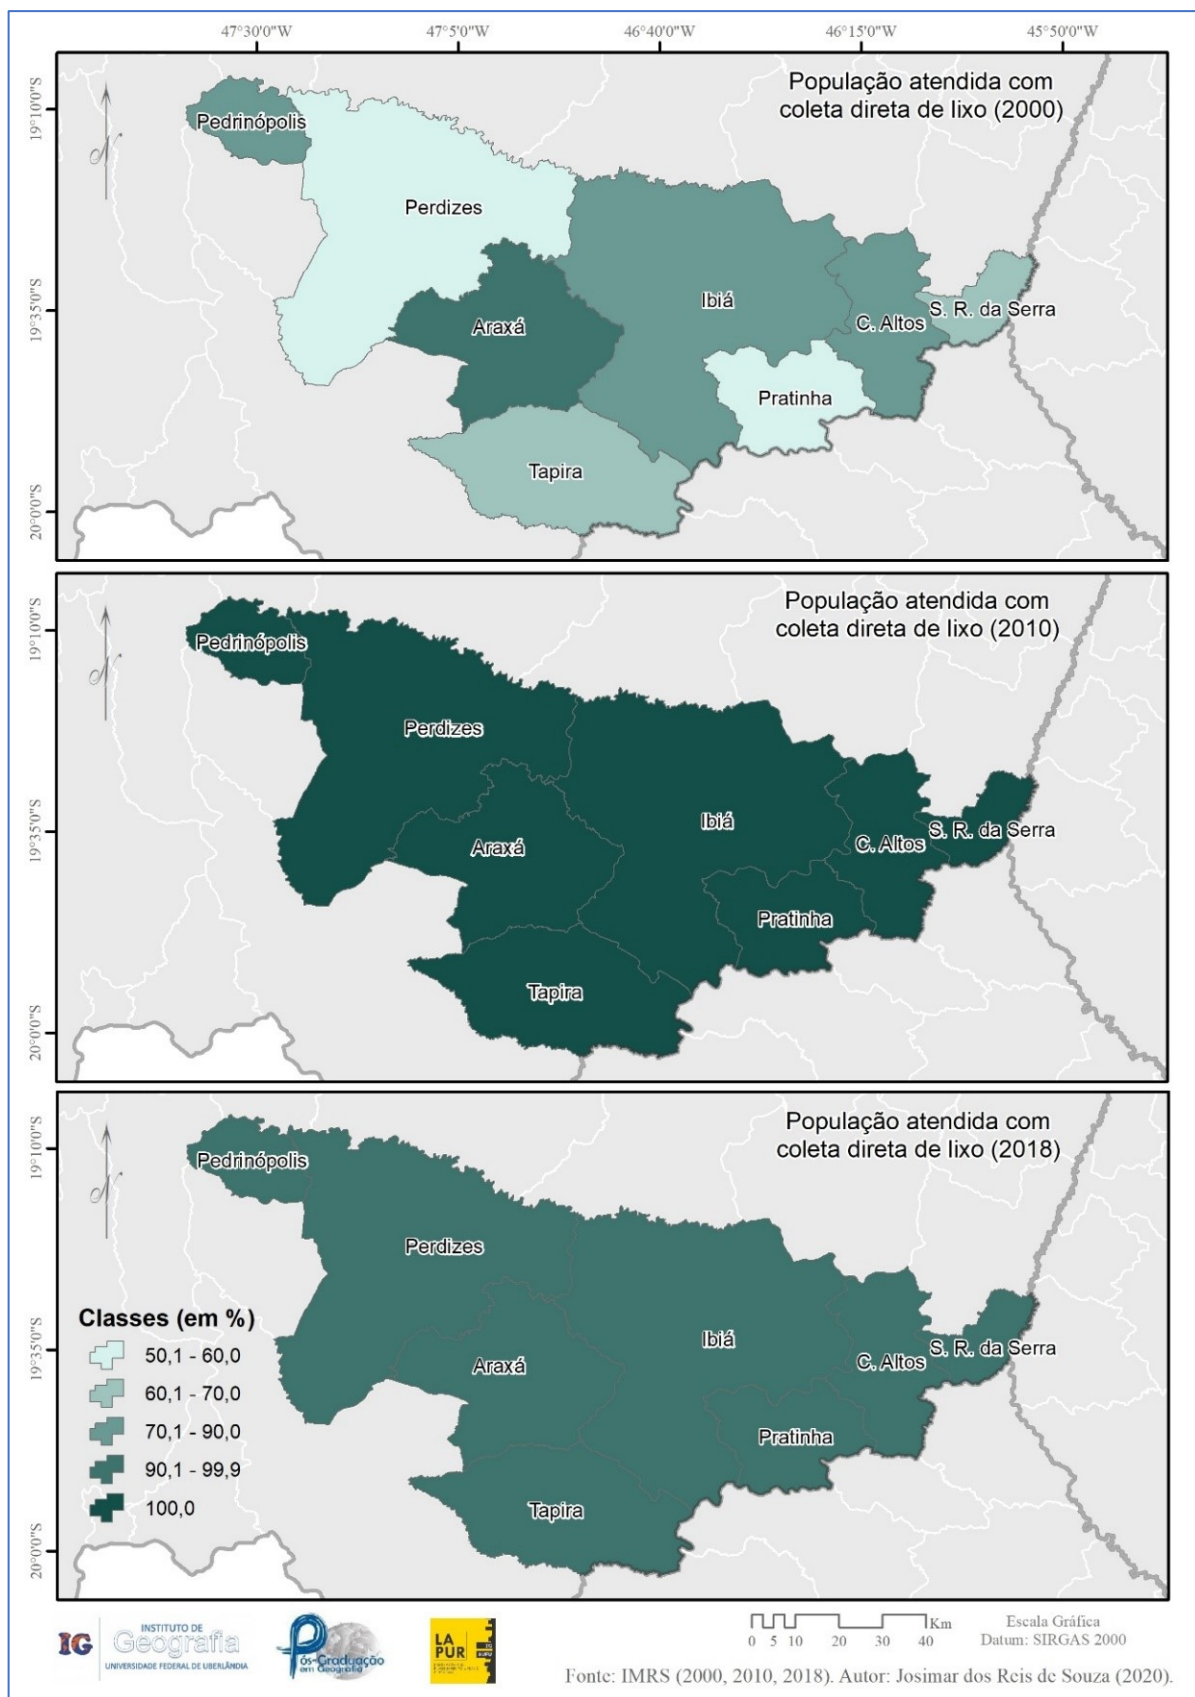 47°30'0"W 47°5'0"W 46°40'0"W 46°15'0"W 45°50'0"W
População atendida com
coleta direta de lixo (2000)
19°10'0"S
19°35'0"S
20°0'0"S
N
Pedrinópolis
Perdizes
Ibiá
Araxá
C. Altos
S. R. da Serra
Pratinha
Tapira
População atendida com
coleta direta de lixo (2010)
19°10'0"S
19°35'0"S
20°0'0"S
N
Pedrinópolis
Perdizes
Ibiá
Araxá
C. Altos
S. R. da Serra
Pratinha
Tapira
População atendida com
coleta direta de lixo (2018)
19°10'0"S
19°35'0"S
20°0'0"S
N
Pedrinópolis
Perdizes
Ibiá
Araxá
C. Altos
S. R. da Serra
Pratinha
Tapira
Classes (em %)
50,1 - 60,0
60,1 - 70,0
70,1 - 90,0
90,1 - 99,9
100,0
IG
INSTITUTO DE
Geografia
UNIVERSIDADE FEDERAL DE UBERLÂNDIA
Pós-Graduação
em Geografia
LA
PUR
Km
0 5 10 20 30 40
Escala Gráfica
Datum: SIRGAS 2000
Fonte: IMRS (2000, 2010, 2018). Autor: Josimar dos Reis de Souza (2020).